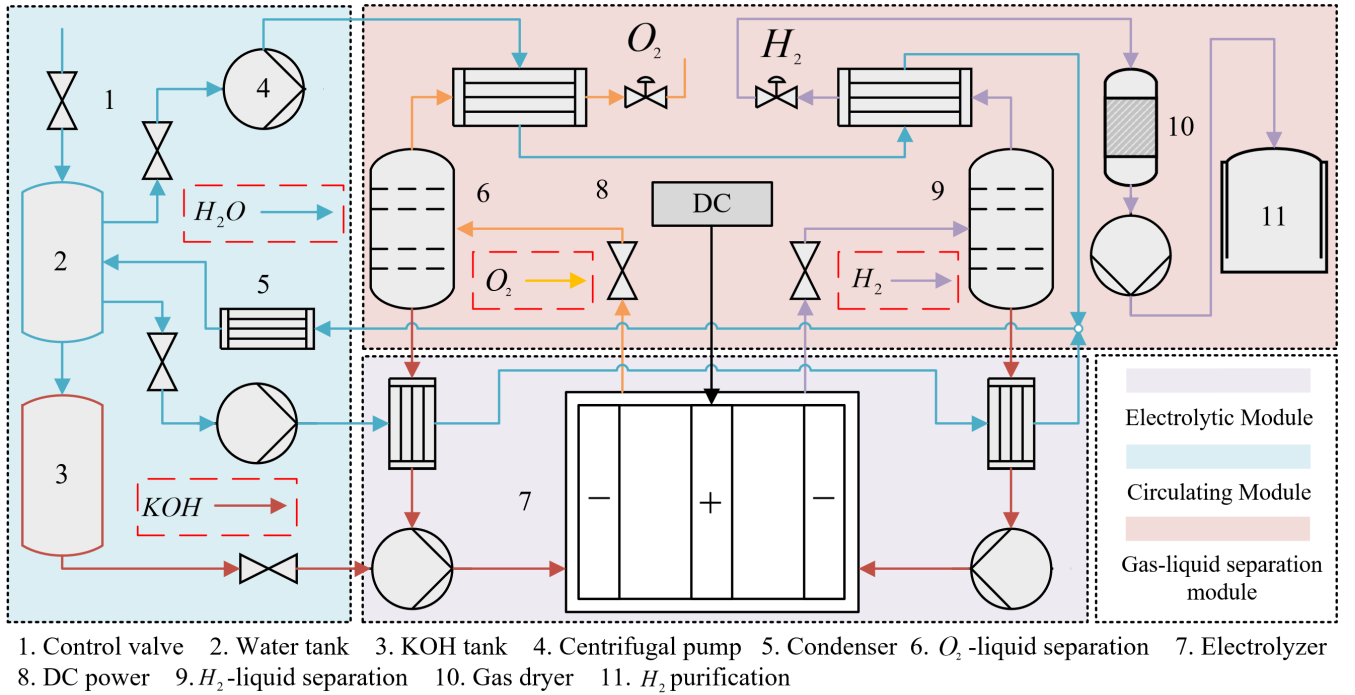 O₂
H₂
1
4
10
6
8
9
DC
H₂O
11
2
5
O₂
H₂
3
7
−
+
−
KOH
Electrolytic Module
Circulating Module
Gas-liquid separation
module
1. Control valve 2. Water tank 3. KOH tank 4. Centrifugal pump 5. Condenser 6. O₂ -liquid separation 7. Electrolyzer
8. DC power 9. H₂ -liquid separation 10. Gas dryer 11. H₂ purification